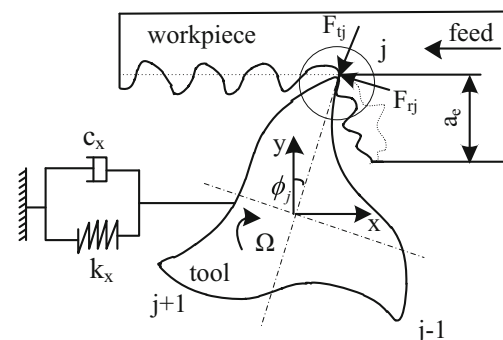 F_tj
workpiece
j
feed
F_rj
a_e
c_x
y
ϕ_j
x
Ω
k_x
tool
j+1
j-1